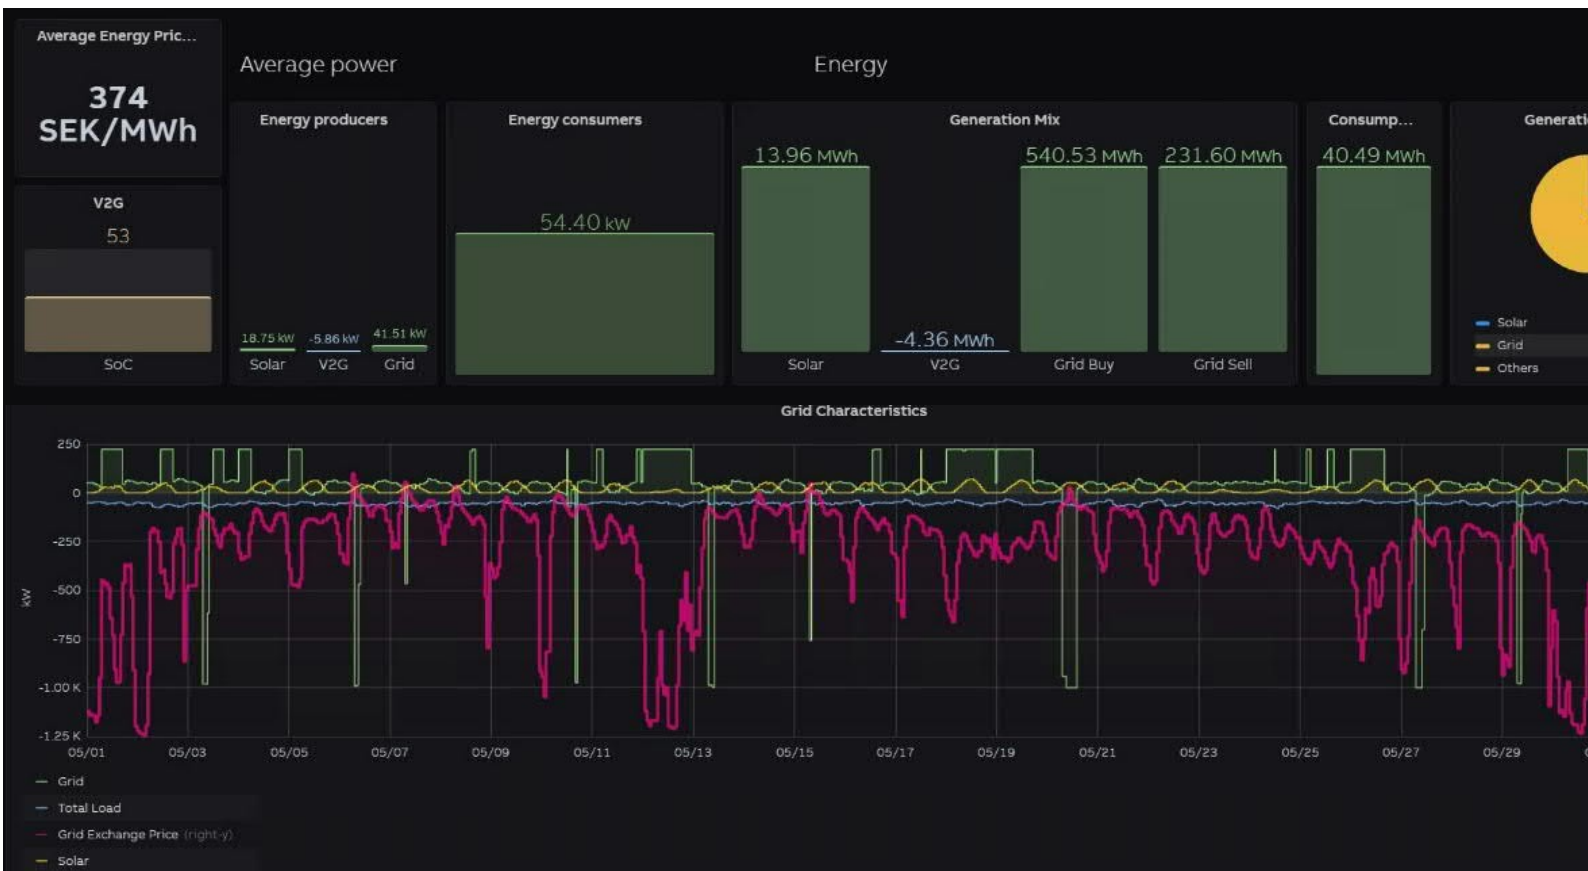 Average Energy Pric...
374
SEK/MWh
V2G
53
SoC
Average power
Energy producers
18.75 kW
-5.86 kW
41.51 kW
Solar
V2G
Grid
Energy consumers
54.40 kW
Energy
Generation Mix
13.96 MWh
-4.36 MWh
540.53 MWh
231.60 MWh
Solar
V2G
Grid Buy
Grid Sell
Consump...
40.49 MWh
Generati
Solar
Grid
Others
Grid Characteristics
250
0
-250
-500
-750
-1.00 K
-1.25 K
kW
05/01
05/03
05/05
05/07
05/09
05/11
05/13
05/15
05/17
05/19
05/21
05/23
05/25
05/27
05/29
Grid
Total Load
Grid Exchange Price (right-y)
Solar